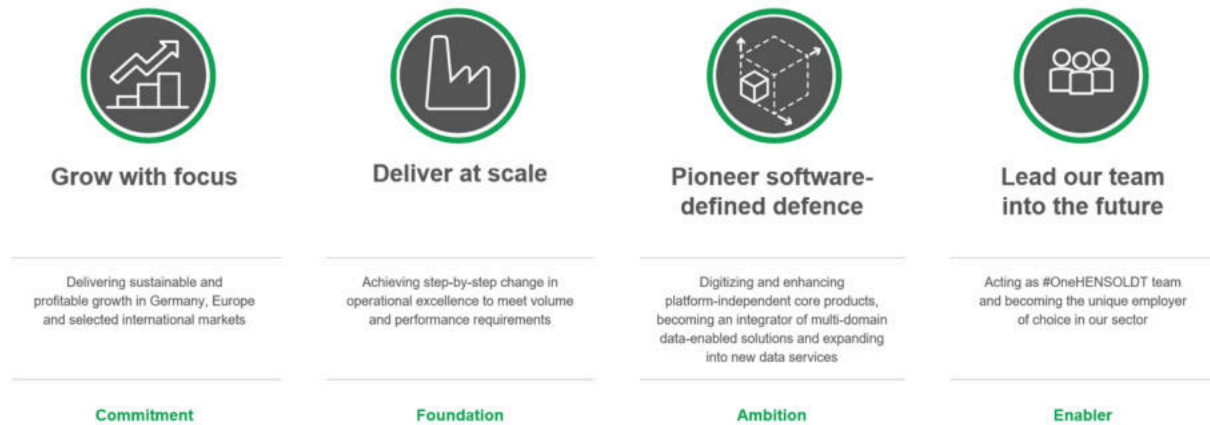 Grow with focus
Delivering sustainable and
profitable growth in Germany, Europe
and selected international markets
Commitment
Deliver at scale
Achieving step-by-step change in
operational excellence to meet volume
and performance requirements
Foundation
Pioneer software-
defined defence
Digitizing and enhancing
platform-independent core products,
becoming an integrator of multi-domain
data-enabled solutions and expanding
into new data services
Ambition
Lead our team
into the future
Acting as #OneHENSOLDT team
and becoming the unique employer
of choice in our sector
Enabler